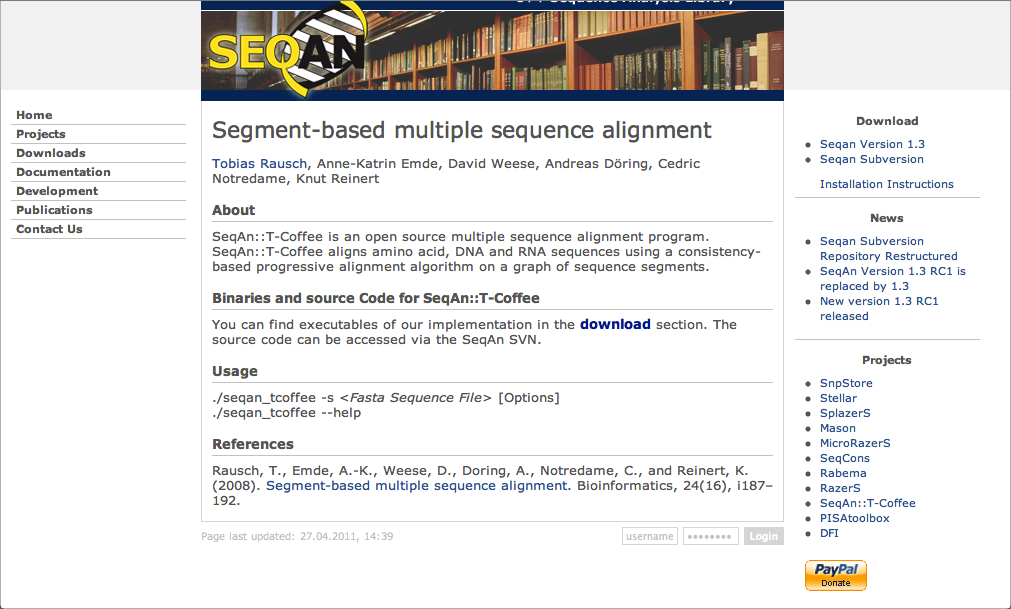 C++ Sequence Analysis Library
SEQAN
Home
Projects
Downloads
Documentation
Development
Publications
Contact Us
Segment-based multiple sequence alignment
Tobias Rausch, Anne-Katrin Emde, David Weese, Andreas Döring, Cedric
Notredame, Knut Reinert
About
SeqAn::T-Coffee is an open source multiple sequence alignment program.
SeqAn::T-Coffee aligns amino acid, DNA and RNA sequences using a consistency-
based progressive alignment algorithm on a graph of sequence segments.
Binaries and source Code for SeqAn::T-Coffee
You can find executables of our implementation in the download section. The
source code can be accessed via the SeqAn SVN.
Usage
./seqan_tcoffee -s <Fasta Sequence File> [Options]
./seqan_tcoffee --help
References
Rausch, T., Emde, A.-K., Weese, D., Doring, A., Notredame, C., and Reinert, K.
(2008). Segment-based multiple sequence alignment. Bioinformatics, 24(16), i187–
192.
Page last updated: 27.04.2011, 14:39
username
••••••••
Login
Download
Seqan Version 1.3
Seqan Subversion
Installation Instructions
News
Seqan Subversion
Repository Restructured
SeqAn Version 1.3 RC1 is
replaced by 1.3
New version 1.3 RC1
released
Projects
SnpStore
Stellar
SplazerS
Mason
MicroRazerS
SeqCons
Rabema
RazerS
SeqAn::T-Coffee
PISAtoolbox
DFI
PayPal
Donate